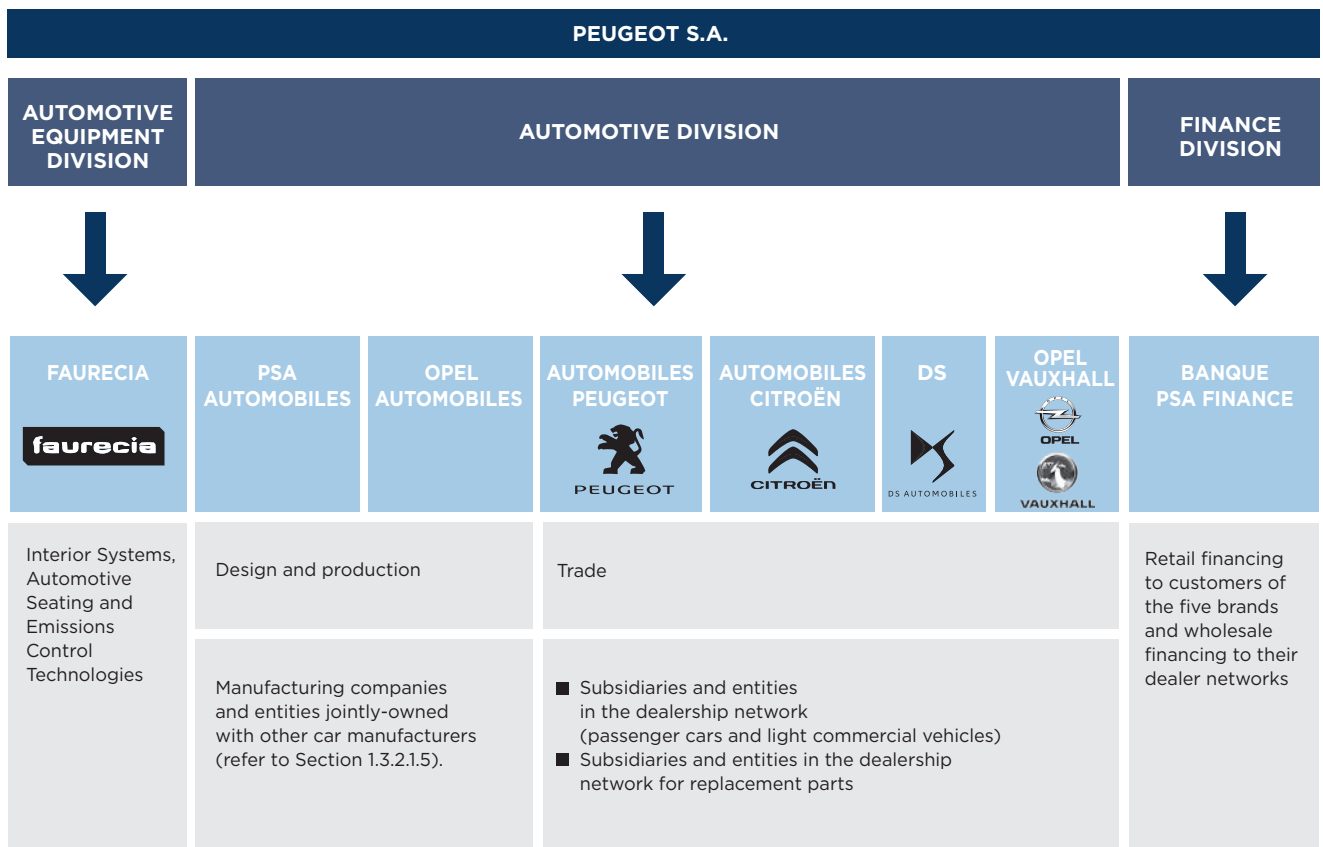 PEUGEOT S.A.
AUTOMOTIVE
EQUIPMENT
DIVISION
AUTOMOTIVE DIVISION
FINANCE
DIVISION
FAURECIA
faurecia
PSA
AUTOMOBILES
OPEL
AUTOMOBILES
AUTOMOBILES
PEUGEOT
PEUGEOT
AUTOMOBILES
CITROËN
CITROËN
DS
DS AUTOMOBILES
OPEL
VAUXHALL
OPEL
VAUXHALL
BANQUE
PSA FINANCE
Interior Systems,
Automotive
Seating and
Emissions
Control
Technologies
Design and production
Trade
Retail financing
to customers of
the five brands
and wholesale
financing to their
dealer networks
Manufacturing companies
and entities jointly-owned
with other car manufacturers
(refer to Section 1.3.2.1.5).
■ Subsidiaries and entities
in the dealership network
(passenger cars and light commercial vehicles)
■ Subsidiaries and entities in the dealership
network for replacement parts